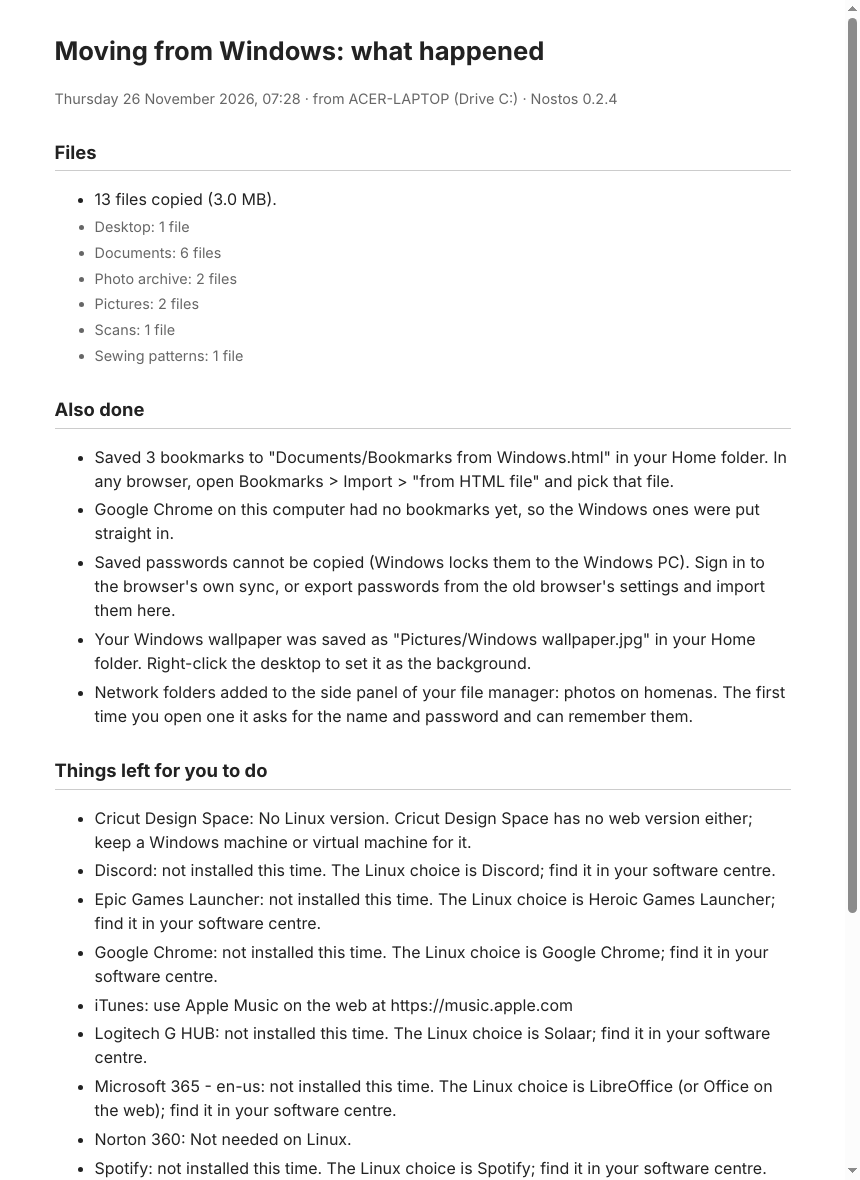 Moving from Windows: what happened
Thursday 26 November 2026, 07:28 · from ACER-LAPTOP (Drive C:) · Nostos 0.2.4
Files
• 13 files copied (3.0 MB).
• Desktop: 1 file
• Documents: 6 files
• Photo archive: 2 files
• Pictures: 2 files
• Scans: 1 file
• Sewing patterns: 1 file
Also done
• Saved 3 bookmarks to "Documents/Bookmarks from Windows.html" in your Home folder. In
any browser, open Bookmarks > Import > "from HTML file" and pick that file.
• Google Chrome on this computer had no bookmarks yet, so the Windows ones were put
straight in.
• Saved passwords cannot be copied (Windows locks them to the Windows PC). Sign in to
the browser's own sync, or export passwords from the old browser's settings and import
them here.
• Your Windows wallpaper was saved as "Pictures/Windows wallpaper.jpg" in your Home
folder. Right-click the desktop to set it as the background.
• Network folders added to the side panel of your file manager: photos on homenas. The first
time you open one it asks for the name and password and can remember them.
Things left for you to do
• Cricut Design Space: No Linux version. Cricut Design Space has no web version either;
keep a Windows machine or virtual machine for it.
• Discord: not installed this time. The Linux choice is Discord; find it in your software centre.
• Epic Games Launcher: not installed this time. The Linux choice is Heroic Games Launcher;
find it in your software centre.
• Google Chrome: not installed this time. The Linux choice is Google Chrome; find it in your
software centre.
• iTunes: use Apple Music on the web at https://music.apple.com
• Logitech G HUB: not installed this time. The Linux choice is Solaar; find it in your software
centre.
• Microsoft 365 - en-us: not installed this time. The Linux choice is LibreOffice (or Office on
the web); find it in your software centre.
• Norton 360: Not needed on Linux.
• Spotify: not installed this time. The Linux choice is Spotify; find it in your software centre.